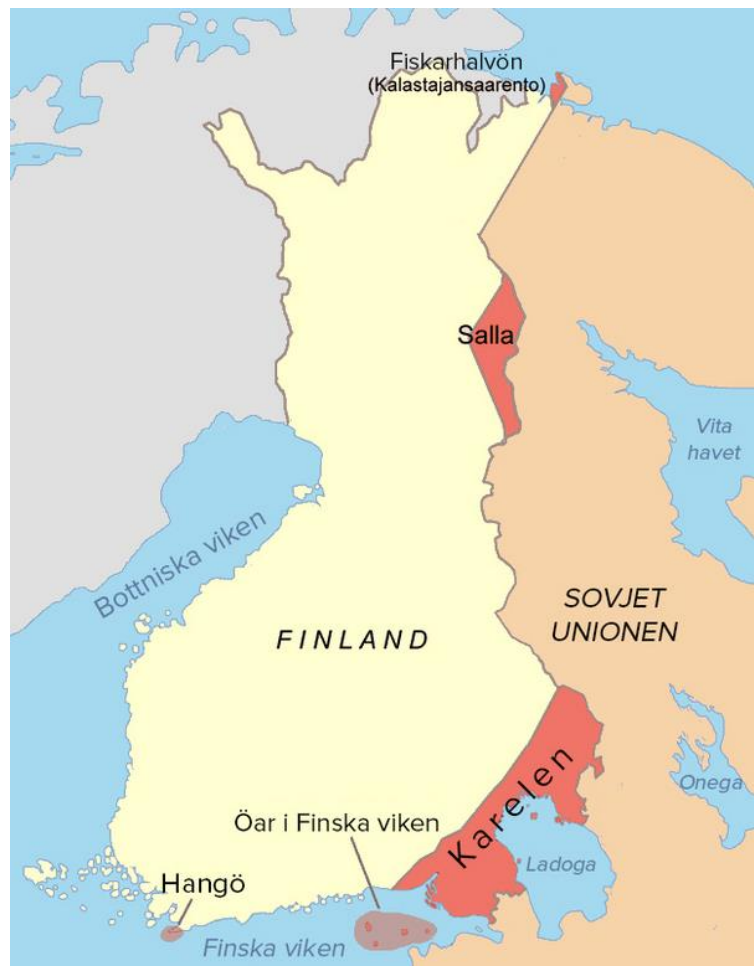 Fiskarhalvön
(Kalastajansaarento)
Salla
Vita
havet
Bottniska viken
SOVJET
UNIONEN
FINLAND
Karelen
Onega
Öar i Finska viken
Ladoga
Hangö
Finska viken